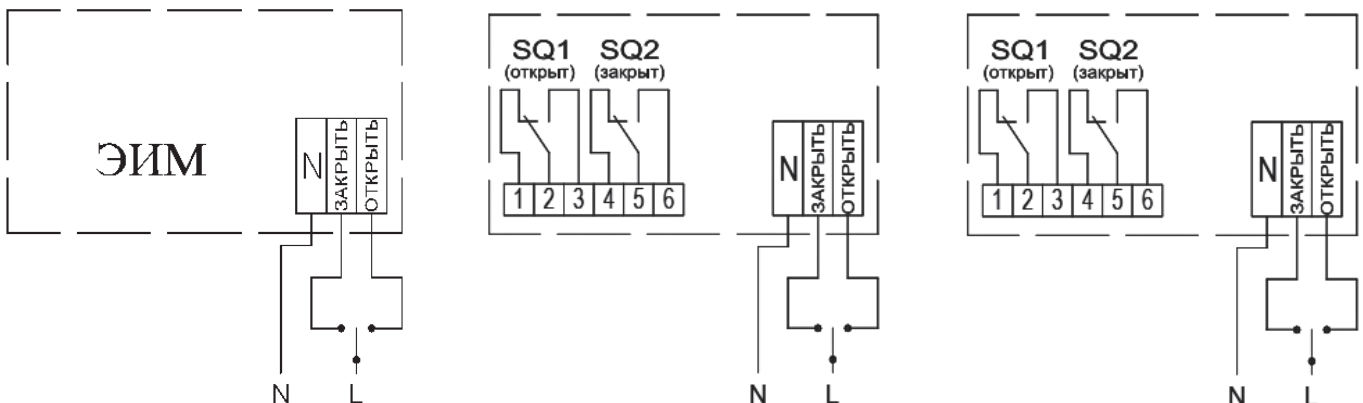 ЭИМ
N
ЗАКРЫТЬ
ОТКРЫТЬ
N L
SQ1 SQ2
(открыт) (закрыт)
1 2 3 4 5 6
N
ЗАКРЫТЬ
ОТКРЫТЬ
N L
SQ1 SQ2
(открыт) (закрыт)
1 2 3 4 5 6
N
ЗАКРЫТЬ
ОТКРЫТЬ
N L